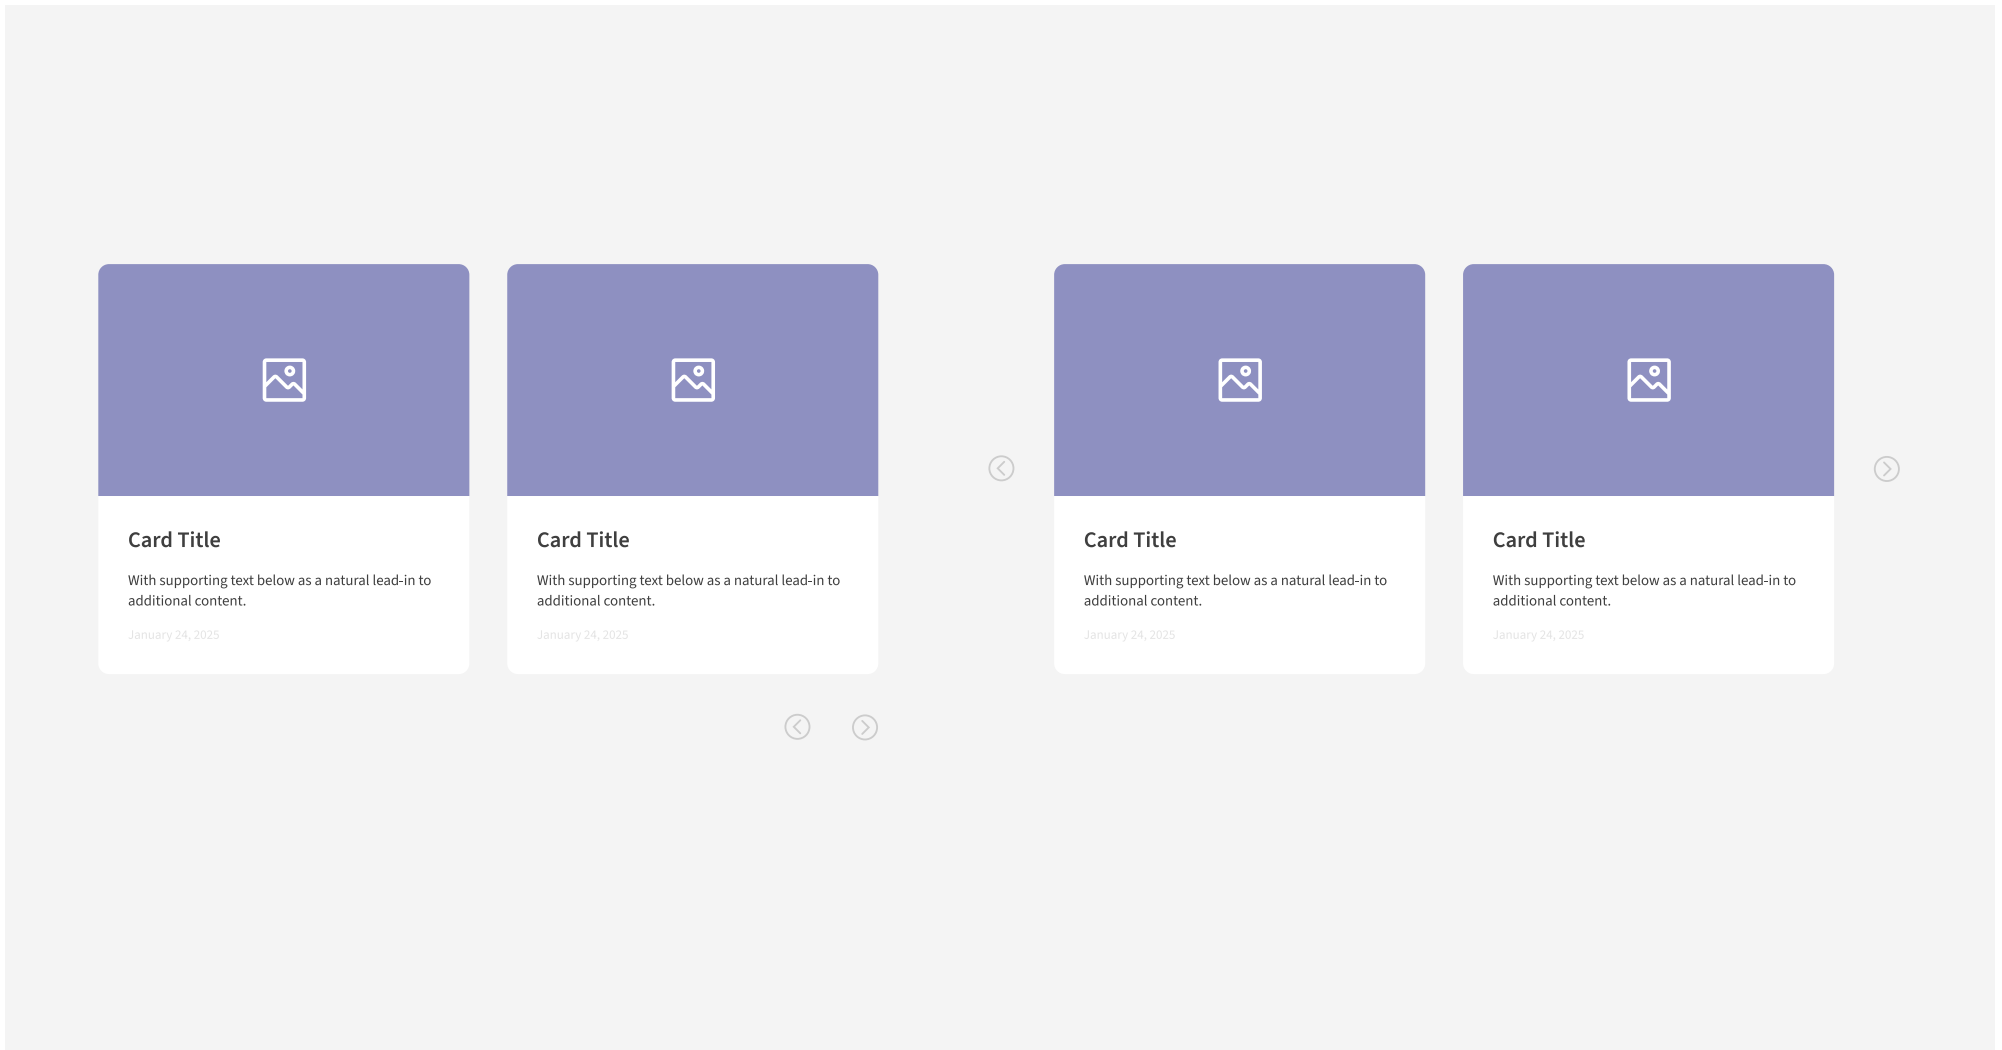 Card Title
With supporting text below as a natural lead-in to
additional content.
January 24, 2025
Card Title
With supporting text below as a natural lead-in to
additional content.
January 24, 2025
Card Title
With supporting text below as a natural lead-in to
additional content.
January 24, 2025
Card Title
With supporting text below as a natural lead-in to
additional content.
January 24, 2025